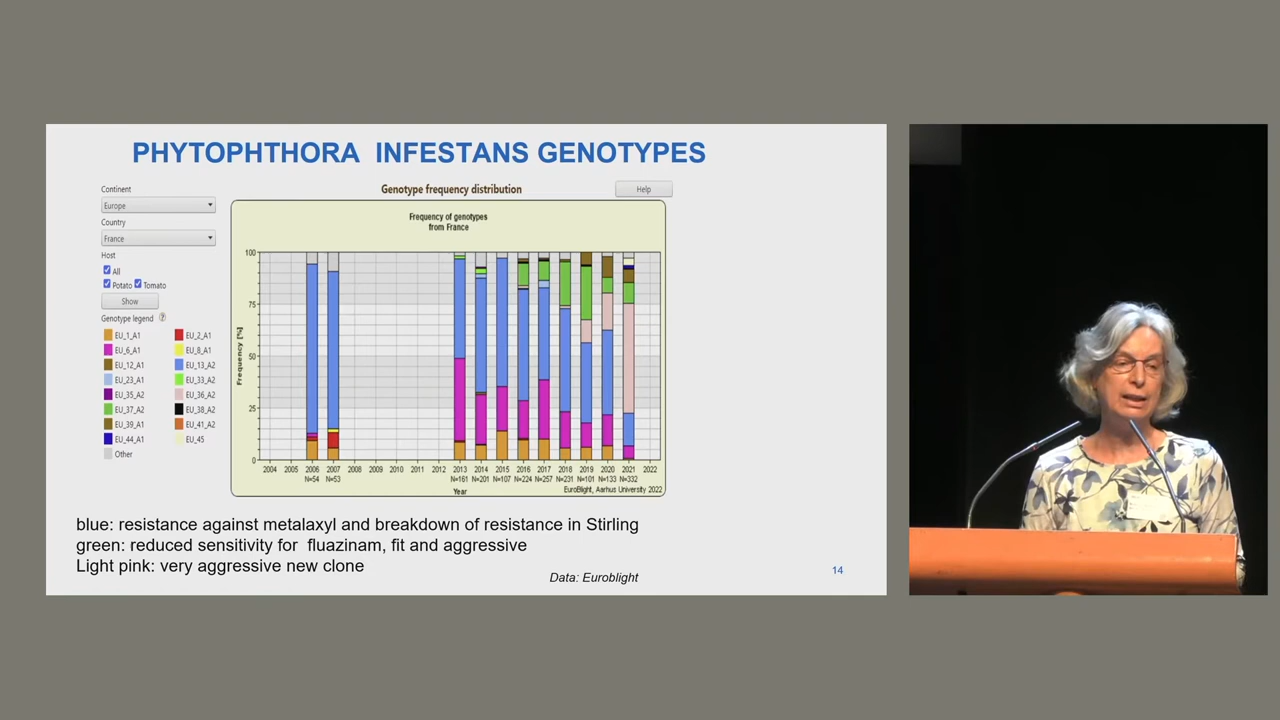 PHYTOPHTHORA INFESTANS GENOTYPES
Continent
Europe
Country
France
Host
All
Potato Tomato
Show
Genotype legend ?
EU_1_A1 EU_2_A1
EU_6_A1 EU_8_A1
EU_12_A1 EU_13_A2
EU_23_A1 EU_33_A2
EU_35_A2 EU_36_A2
EU_37_A2 EU_38_A2
EU_39_A1 EU_41_A2
EU_44_A1 EU_45
Other
Genotype frequency distribution
Help
Frequency of genotypes
from France
Frequency [%]
100
75
50
25
0
2004 2005 2006 2007 2008 2009 2010 2011 2012 2013 2014 2015 2016 2017 2018 2019 2020 2021 2022
N=54 N=53 N=161 N=201 N=107 N=224 N=257 N=231 N=101 N=133 N=332
Year
EuroBlight, Aarhus University 2022
blue: resistance against metalaxyl and breakdown of resistance in Stirling
green: reduced sensitivity for fluazinam, fit and aggressive
Light pink: very aggressive new clone
Data: Euroblight
14